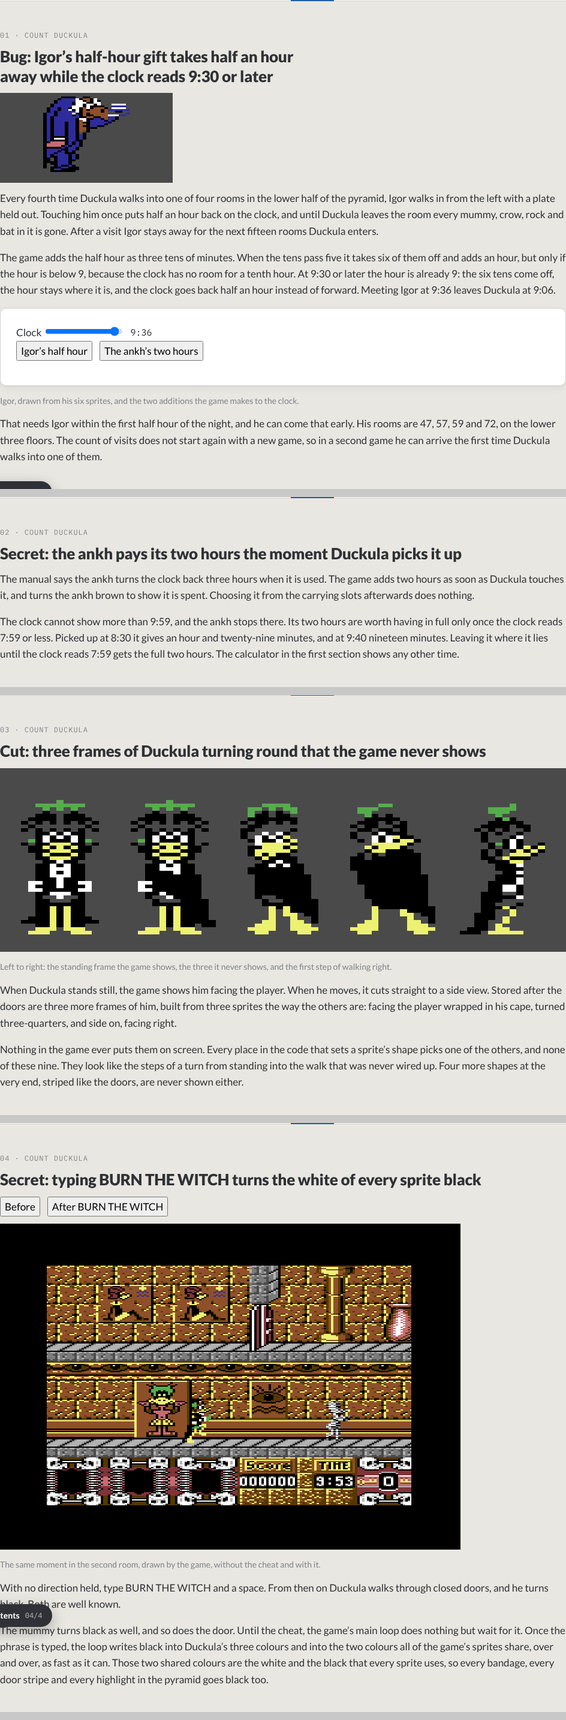 01 · COUNT DUCKULA
Bug: Igor’s half-hour gift takes half an hour
away while the clock reads 9:30 or later
Every fourth time Duckula walks into one of four rooms in the lower half of the pyramid, Igor walks in from the left with a plate
held out. Touching him once puts half an hour back on the clock, and until Duckula leaves the room every mummy, crow, rock and
bat in it is gone. After a visit Igor stays away for the next fifteen rooms Duckula enters.
The game adds the half hour as three tens of minutes. When the tens pass five it takes six of them off and adds an hour, but only if
the hour is below 9, because the clock has no room for a tenth hour. At 9:30 or later the hour is already 9: the six tens come off,
the hour stays where it is, and the clock goes back half an hour instead of forward. Meeting Igor at 9:36 leaves Duckula at 9:06.
Clock 9:36
Igor’s half hour The ankh’s two hours
Igor, drawn from his six sprites, and the two additions the game makes to the clock.
That needs Igor within the first half hour of the night, and he can come that early. His rooms are 47, 57, 59 and 72, on the lower
three floors. The count of visits does not start again with a new game, so in a second game he can arrive the first time Duckula
walks into one of them.
02 · COUNT DUCKULA
Secret: the ankh pays its two hours the moment Duckula picks it up
The manual says the ankh turns the clock back three hours when it is used. The game adds two hours as soon as Duckula touches
it, and turns the ankh brown to show it is spent. Choosing it from the carrying slots afterwards does nothing.
The clock cannot show more than 9:59, and the ankh stops there. Its two hours are worth having in full only once the clock reads
7:59 or less. Picked up at 8:30 it gives an hour and twenty-nine minutes, and at 9:40 nineteen minutes. Leaving it where it lies
until the clock reads 7:59 gets the full two hours. The calculator in the first section shows any other time.
03 · COUNT DUCKULA
Cut: three frames of Duckula turning round that the game never shows
Left to right: the standing frame the game shows, the three it never shows, and the first step of walking right.
When Duckula stands still, the game shows him facing the player. When he moves, it cuts straight to a side view. Stored after the
doors are three more frames of him, built from three sprites the way the others are: facing the player wrapped in his cape, turned
three-quarters, and side on, facing right.
Nothing in the game ever puts them on screen. Every place in the code that sets a sprite’s shape picks one of the others, and none
of these nine. They look like the steps of a turn from standing into the walk that was never wired up. Four more shapes at the
very end, striped like the doors, are never shown either.
04 · COUNT DUCKULA
Secret: typing BURN THE WITCH turns the white of every sprite black
Before After BURN THE WITCH
Score Time
000000 9:53 0
The same moment in the second room, drawn by the game, without the cheat and with it.
With no direction held, type BURN THE WITCH and a space. From then on Duckula walks through closed doors, and he turns
black. Both are well known.
tents 04/4
The mummy turns black as well, and so does the door. Until the cheat, the game’s main loop does nothing but wait for it. Once the
phrase is typed, the loop writes black into Duckula’s three colours and into the two colours all of the game’s sprites share, over
and over, as fast as it can. Those two shared colours are the white and the black that every sprite uses, so every bandage, every
door stripe and every highlight in the pyramid goes black too.